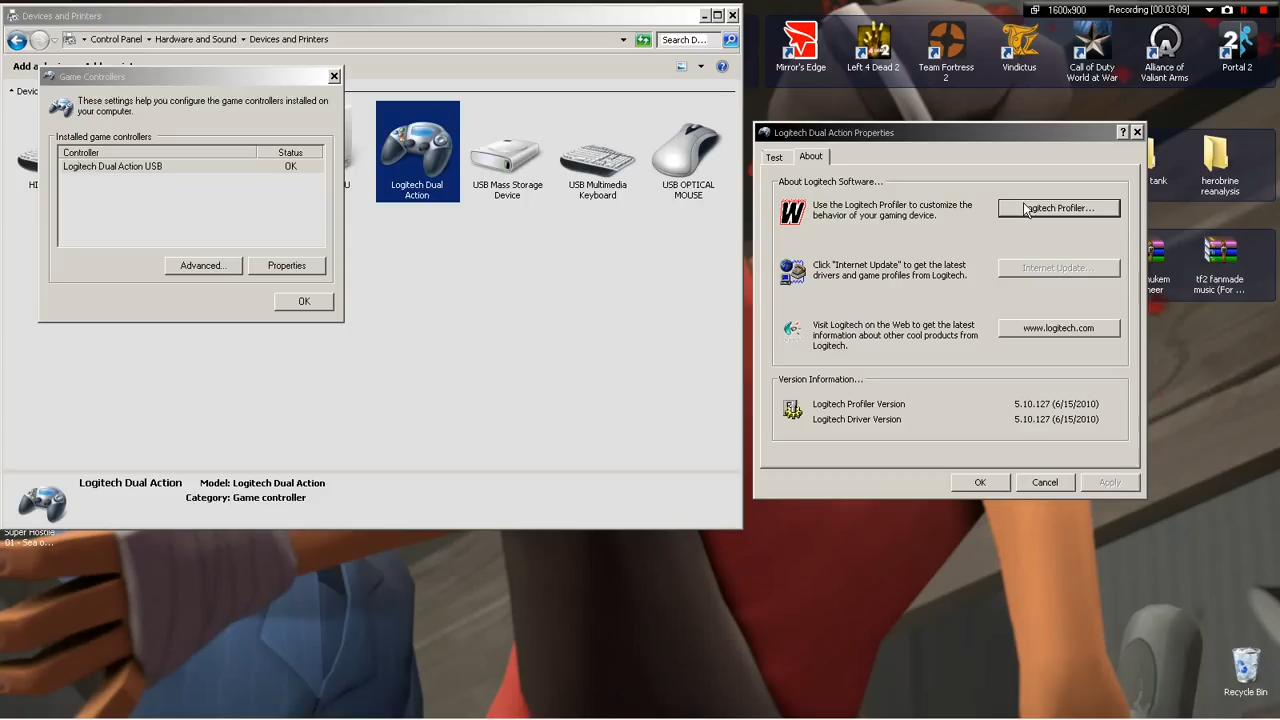 Devices and Printers
1600x900
Recording [00:03:09]
Control Panel
Hardware and Sound
Devices and Printers
Search D...
Game Controllers
These settings help you configure the game controllers installed on
your computer.
Installed game controllers
Controller
Status
Logitech Dual Action USB
OK
Advanced...
Properties
OK
Logitech Dual
Action
USB Mass Storage
Device
USB Multimedia
Keyboard
USB OPTICAL
MOUSE
Logitech Dual Action
Model: Logitech Dual Action
Category: Game controller
Mirror's Edge
Left 4 Dead 2
Team Fortress
2
Vindictus
Call of Duty
World at War
Alliance of
Valiant Arms
Portal 2
tank
herobrine
reanalysis
tf2 fanmade
music (For ...
Logitech Dual Action Properties
Test
About
About Logitech Software...
Use the Logitech Profiler to customize the
behavior of your gaming device.
Logitech Profiler...
Click "Internet Update" to get the latest
drivers and game profiles from Logitech.
Internet Update...
Visit Logitech on the Web to get the latest
information about other cool products from
Logitech.
www.logitech.com
Version Information...
Logitech Profiler Version
5.10.127 (6/15/2010)
Logitech Driver Version
5.10.127 (6/15/2010)
OK
Cancel
Apply
Super Hostile
01 - Sea o...
Recycle Bin